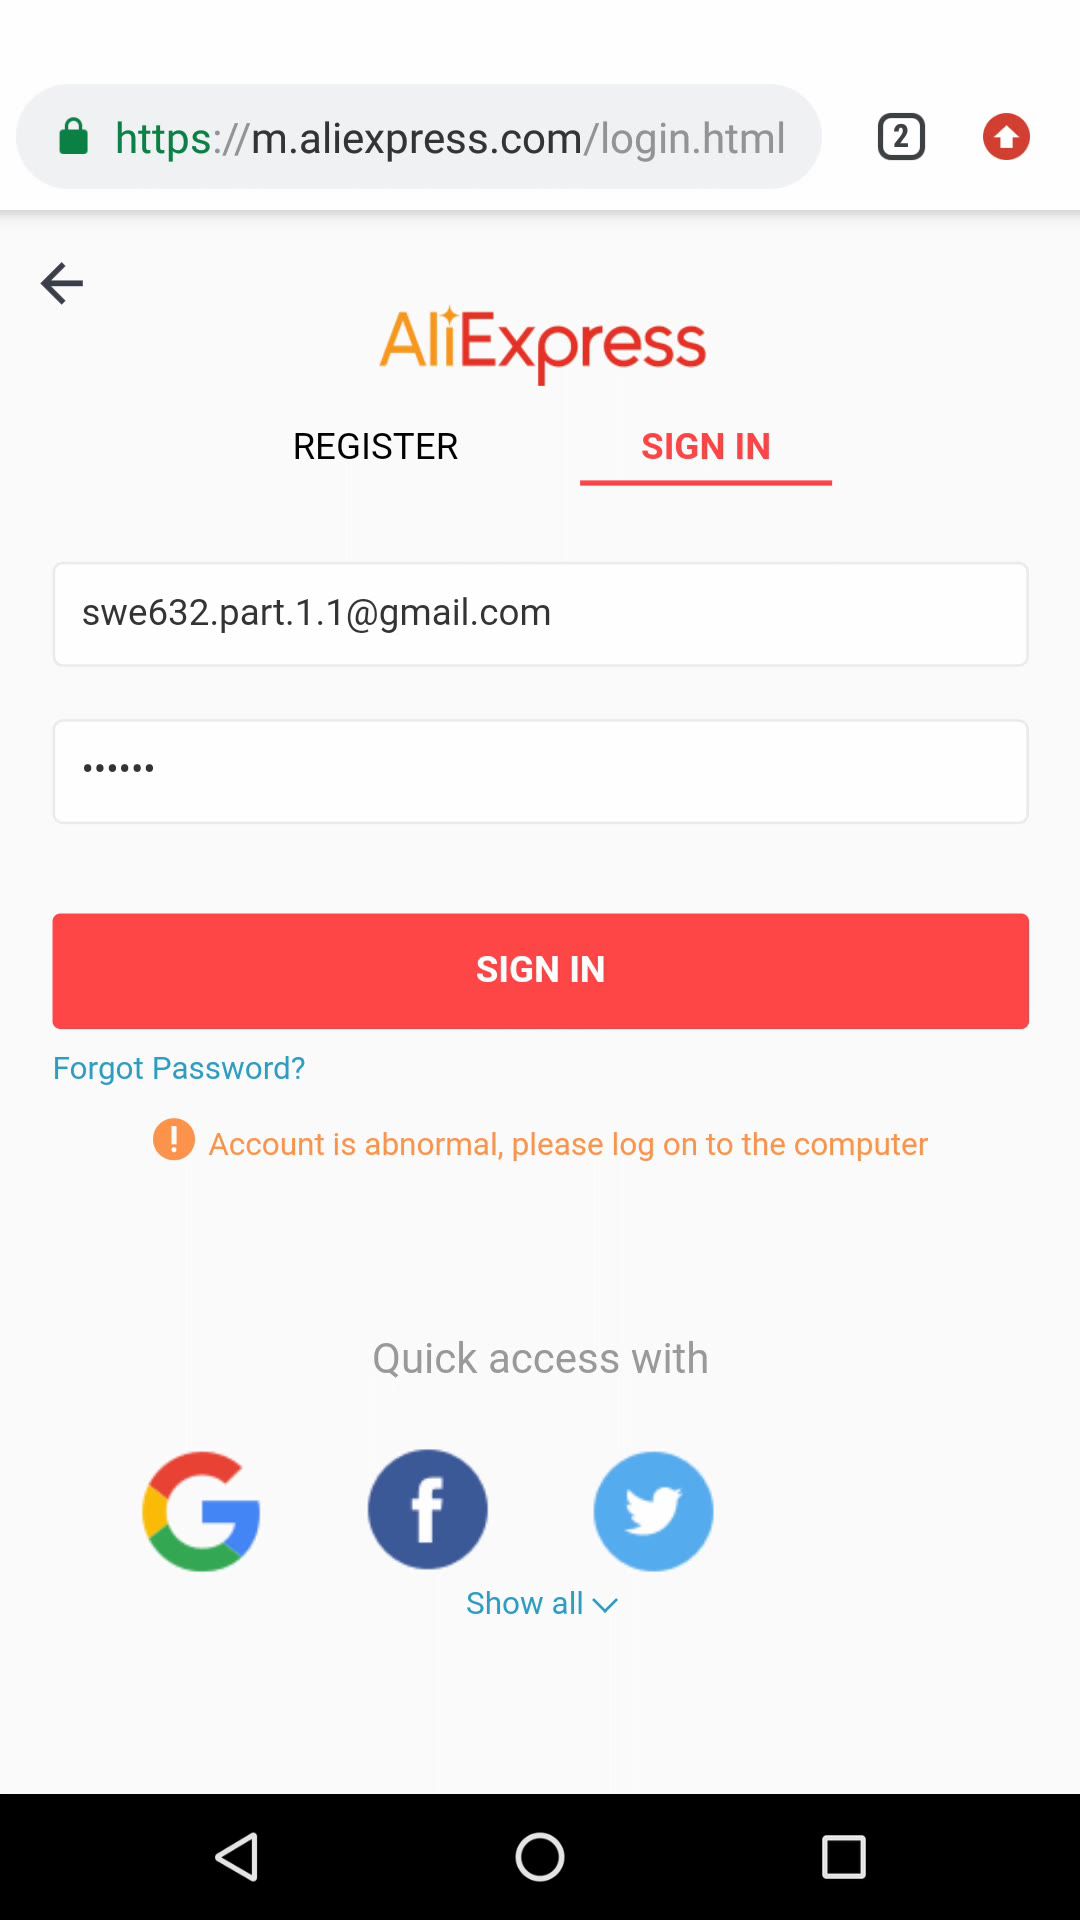 https://m.aliexpress.com/login.html
2
AliExpress
REGISTER
SIGN IN
swe632.part.1.1@gmail.com
••••••
SIGN IN
Forgot Password?
Account is abnormal, please log on to the computer
Quick access with
Show all